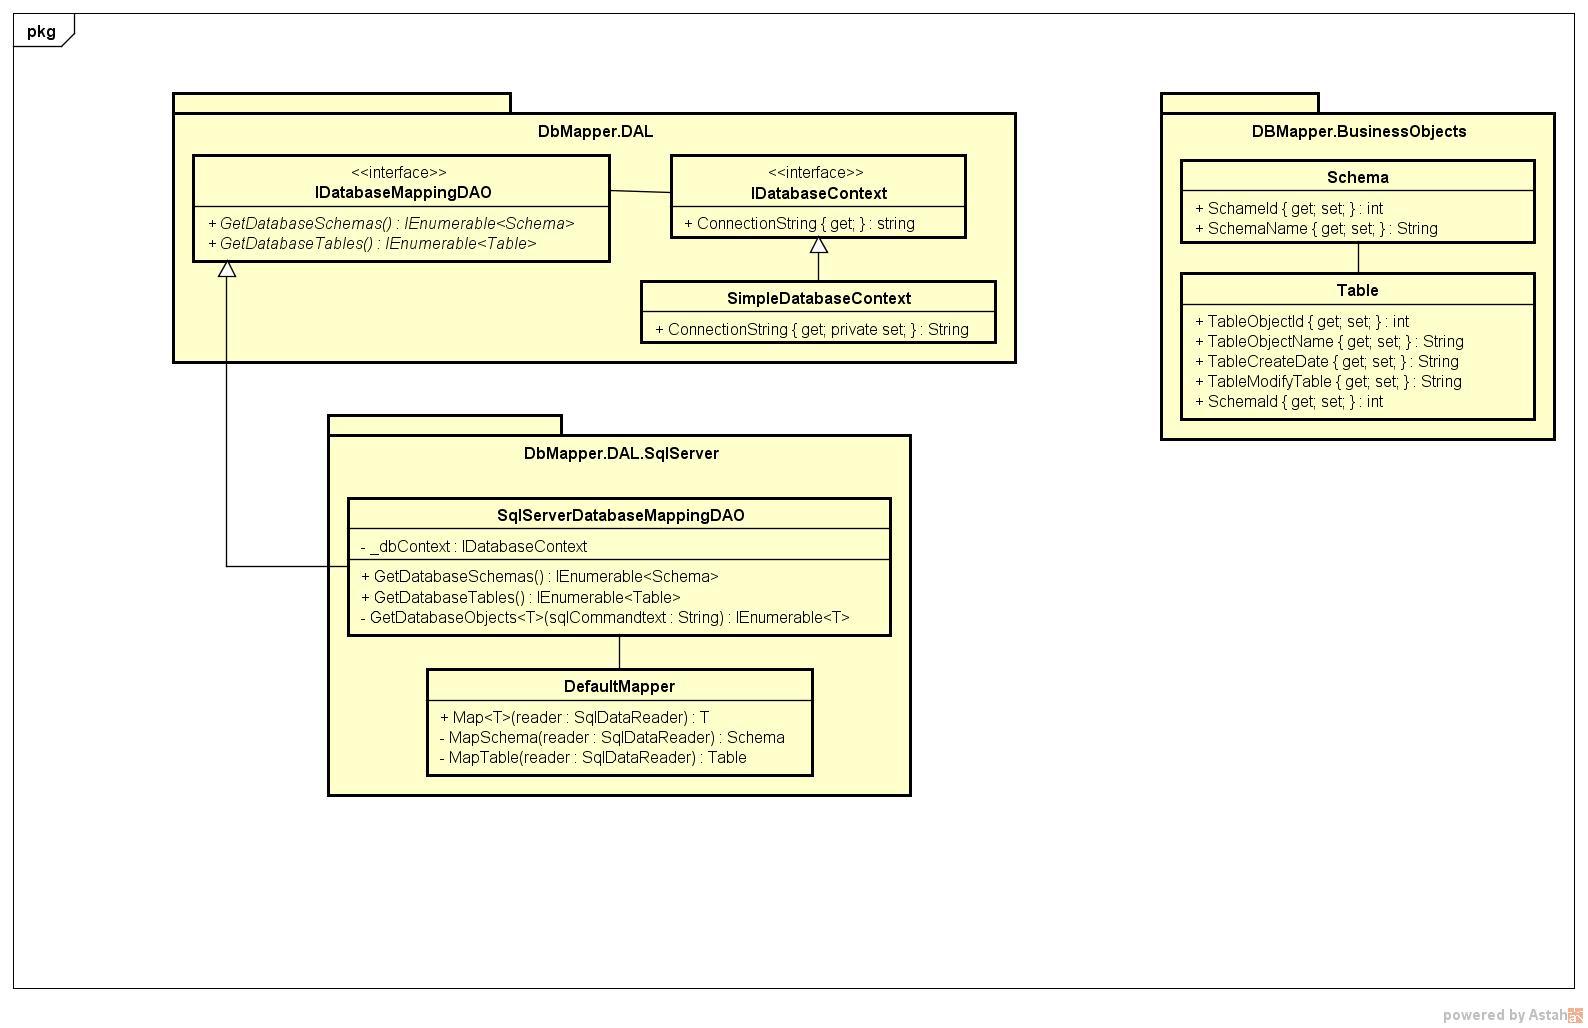 pkg
DbMapper.DAL
<<interface>>
IDatabaseMappingDAO
+ GetDatabaseSchemas() : IEnumerable<Schema>
+ GetDatabaseTables() : IEnumerable<Table>
<<interface>>
IDatabaseContext
+ ConnectionString { get; } : string
SimpleDatabaseContext
+ ConnectionString { get; private set; } : String
DBMapper.BusinessObjects
Schema
+ SchameId { get; set; } : int
+ SchemaName { get; set; } : String
Table
+ TableObjectId { get; set; } : int
+ TableObjectName { get; set; } : String
+ TableCreateDate { get; set; } : String
+ TableModifyTable { get; set; } : String
+ SchemaId { get; set; } : int
DbMapper.DAL.SqlServer
SqlServerDatabaseMappingDAO
- _dbContext : IDatabaseContext
+ GetDatabaseSchemas() : IEnumerable<Schema>
+ GetDatabaseTables() : IEnumerable<Table>
- GetDatabaseObjects<T>(sqlCommandtext : String) : IEnumerable<T>
DefaultMapper
+ Map<T>(reader : SqlDataReader) : T
- MapSchema(reader : SqlDataReader) : Schema
- MapTable(reader : SqlDataReader) : Table
powered by Astah